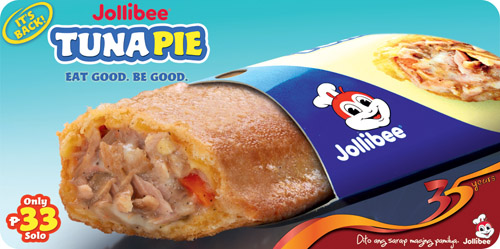 IT'S
BACK!
Jollibee
TUNA PIE
EAT GOOD. BE GOOD.
Jollibee
Only
₱33
Solo
35 years
Dito ang sarap maging pamilya. Jollibee